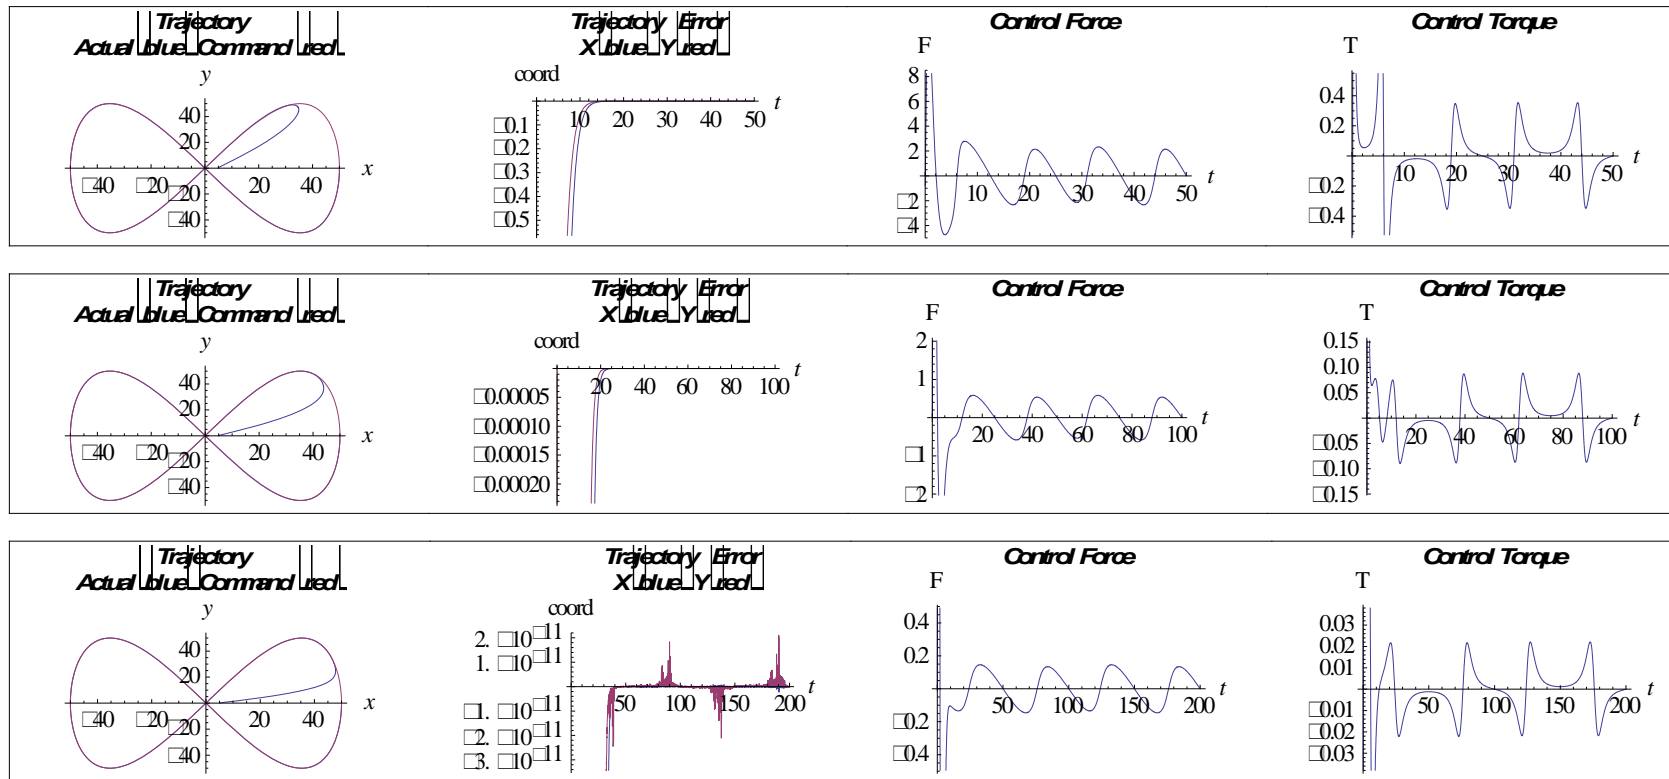 Trajectory
Actual □blue□ Command □red□
y
40
20
□40 □20 20 40 x
□20
□40
Trajectory Error
X □blue□ Y □red□
coord
10 20 30 40 50 t
□0.1
□0.2
□0.3
□0.4
□0.5
Control Force
F
8
6
4
2
10 20 30 40 50 t
□2
□4
Control Torque
T
0.4
0.2
10 20 30 40 50 t
□0.2
□0.4
Trajectory
Actual □blue□ Command □red□
y
40
20
□40 □20 20 40 x
□20
□40
Trajectory Error
X □blue□ Y □red□
coord
20 40 60 80 100 t
□0.00005
□0.00010
□0.00015
□0.00020
Control Force
F
2
1
20 40 60 80 100 t
□1
□2
Control Torque
T
0.15
0.10
0.05
20 40 60 80 100 t
□0.05
□0.10
□0.15
Trajectory
Actual □blue□ Command □red□
y
40
20
□40 □20 20 40 x
□20
□40
Trajectory Error
X □blue□ Y □red□
coord
2. □10□11
1. □10□11
50 100 150 200 t
□1. □10□11
□2. □10□11
□3. □10□11
Control Force
F
0.4
0.2
50 100 150 200 t
□0.2
□0.4
Control Torque
T
0.03
0.02
0.01
50 100 150 200 t
□0.01
□0.02
□0.03